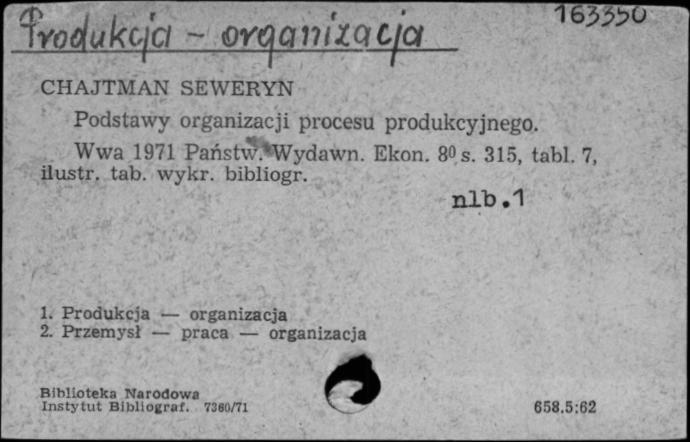 Produkcja - organizacja
163350
CHAJTMAN SEWERYN
Podstawy organizacji procesu produkcyjnego.
Wwa 1971 Państw. Wydawn. Ekon. 8⁰ s. 315, tabl. 7,
ilustr. tab. wykr. bibliogr.
nlb.1
1. Produkcja — organizacja
2. Przemysł — praca — organizacja
Biblioteka Narodowa
Instytut Bibliograf. 7360/71
658.5:62